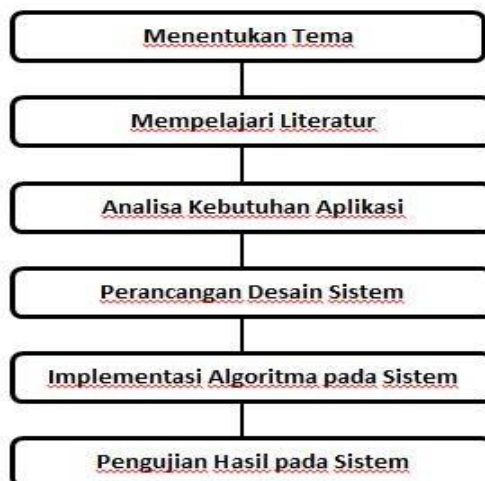 Menentukan Tema
Mempelajari Literatur
Analisa Kebutuhan Aplikasi
Perancangan Desain Sistem
Implementasi Algoritma pada Sistem
Pengujian Hasil pada Sistem